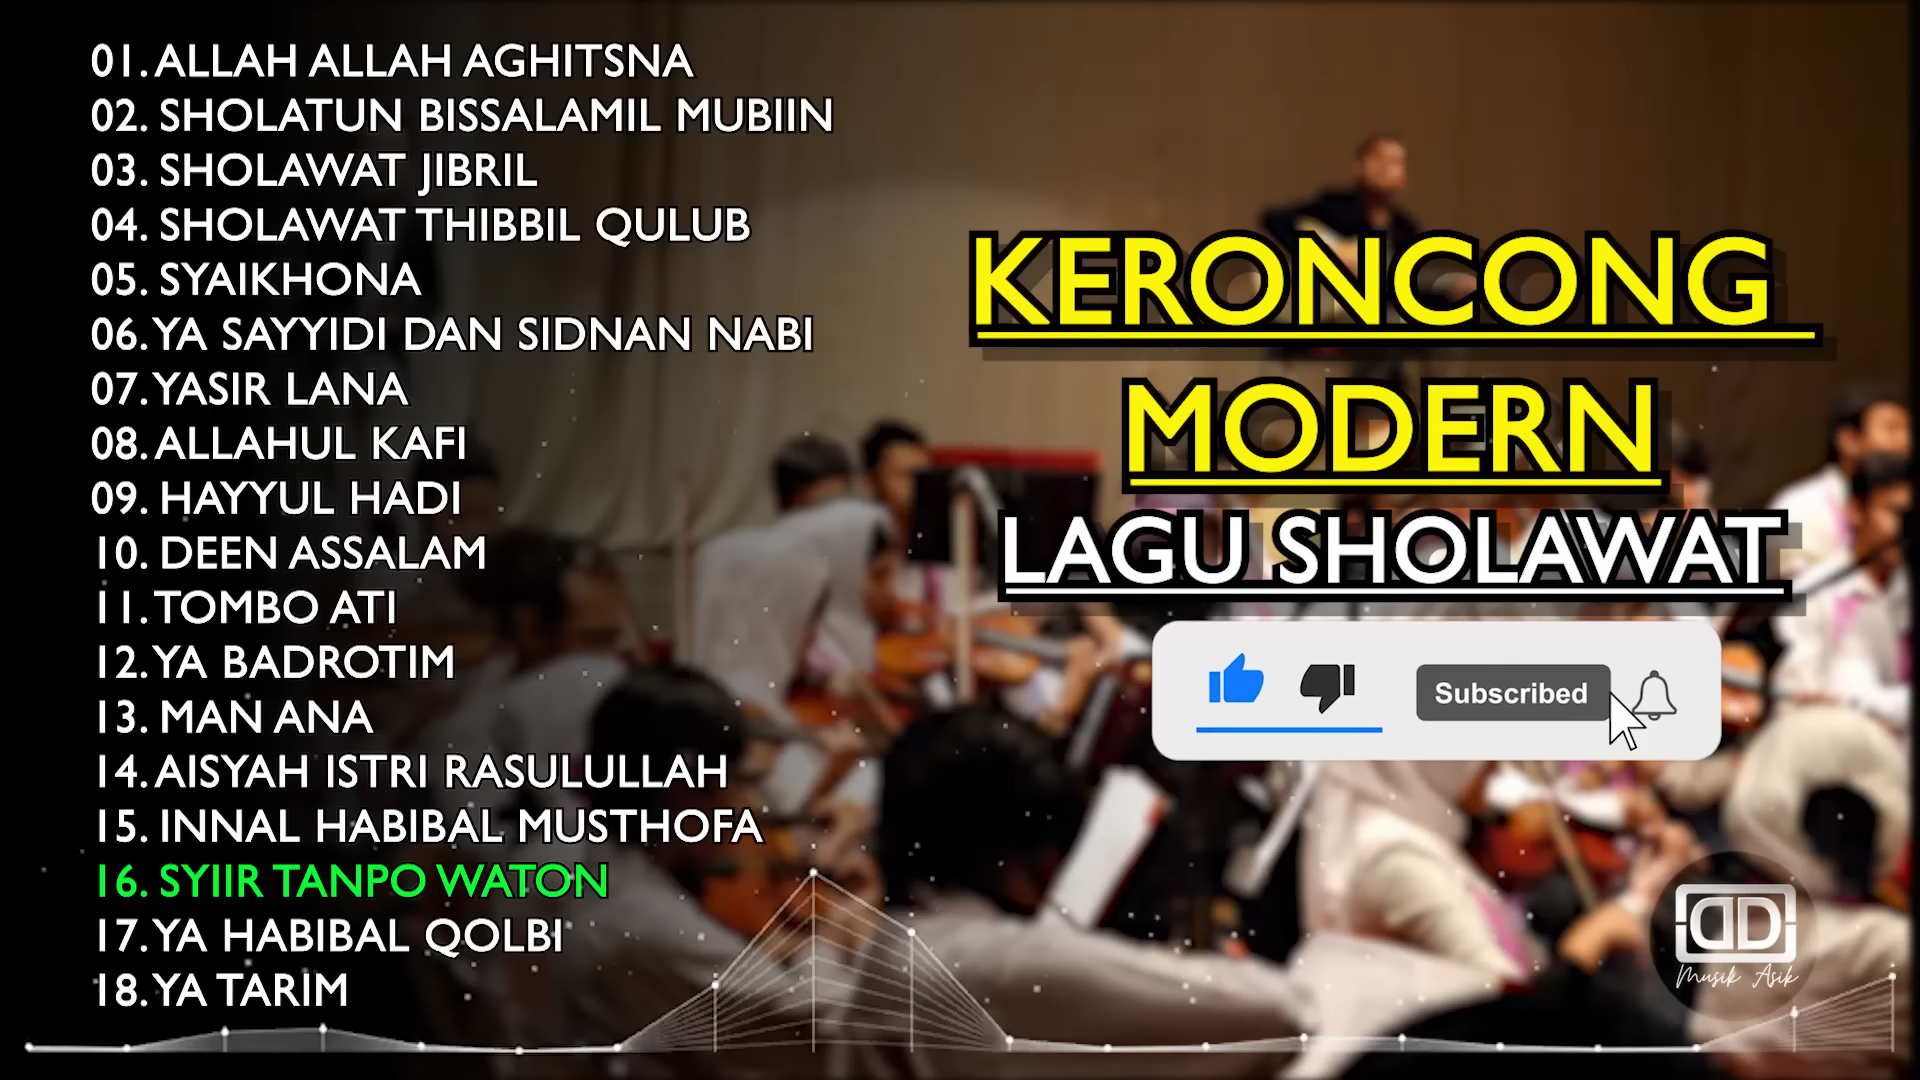 01. ALLAH ALLAH AGHITSNA
02. SHOLATUN BISSALAMIL MUBIIN
03. SHOLAWAT JIBRIL
04. SHOLAWAT THIBBIL QULUB
05. SYAIKHONA
06. YA SAYYIDI DAN SIDNAN NABI
07. YASIR LANA
08. ALLAHUL KAFI
09. HAYYUL HADI
10. DEEN ASSALAM
11. TOMBO ATI
12. YA BADROTIM
13. MAN ANA
14. AISYAH ISTRI RASULULLAH
15. INNAL HABIBAL MUSTHOFA
16. SYIIR TANPO WATON
17. YA HABIBAL QOLBI
18. YA TARIM
KERONCONG
MODERN
LAGU SHOLAWAT
Subscribed
DD
Musik Asik